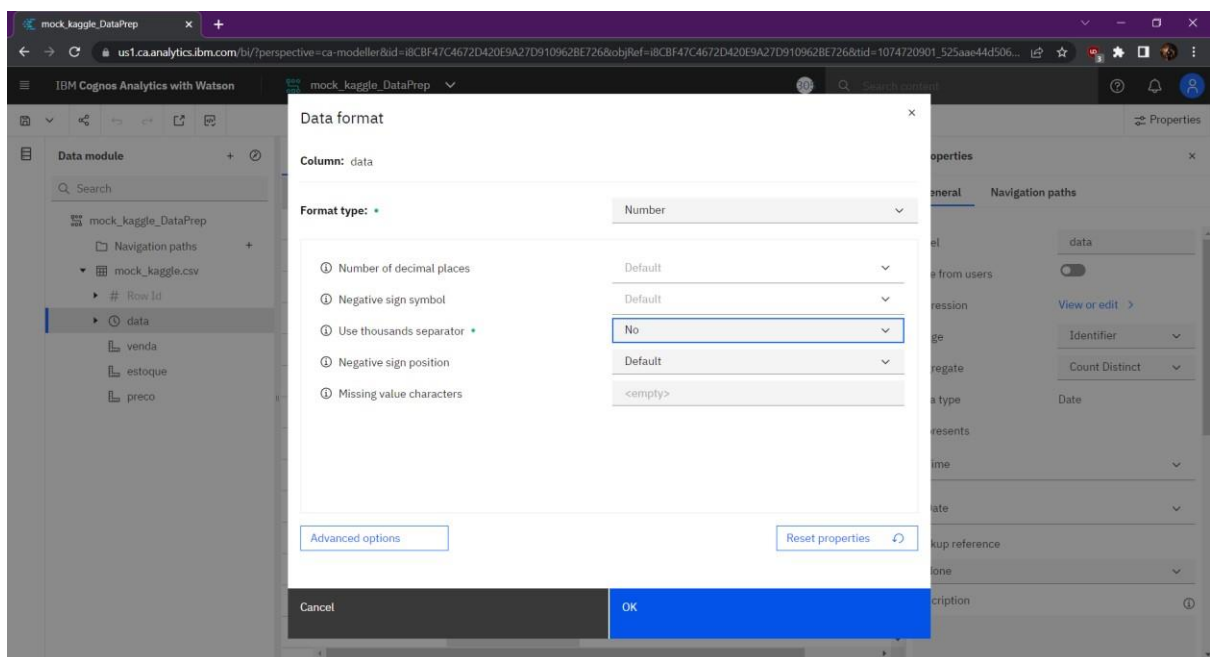 mock_kaggle_DataPrep
us1.ca.analytics.ibm.com/bi/?perspective=ca-modeller&id=i8CBF47C4672D420E9A27D910962BE726&objRef=i8CBF47C4672D420E9A27D910962BE726&tid=1074720901_525aae44d506...
IBM Cognos Analytics with Watson
mock_kaggle_DataPrep
Search content
Properties
Data module
Search
mock_kaggle_DataPrep
Navigation paths
mock_kaggle.csv
# Row Id
data
venda
estoque
preco
Data format
Column: data
Format type:
Number
Number of decimal places
Default
Negative sign symbol
Default
Use thousands separator
No
Negative sign position
Default
Missing value characters
<empty>
Advanced options
Reset properties
Cancel
OK
operties
eneral
Navigation paths
el
data
e from users
ression
View or edit
ge
Identifier
regate
Count Distinct
a type
Date
resents
ime
ate
kup reference
one
cription